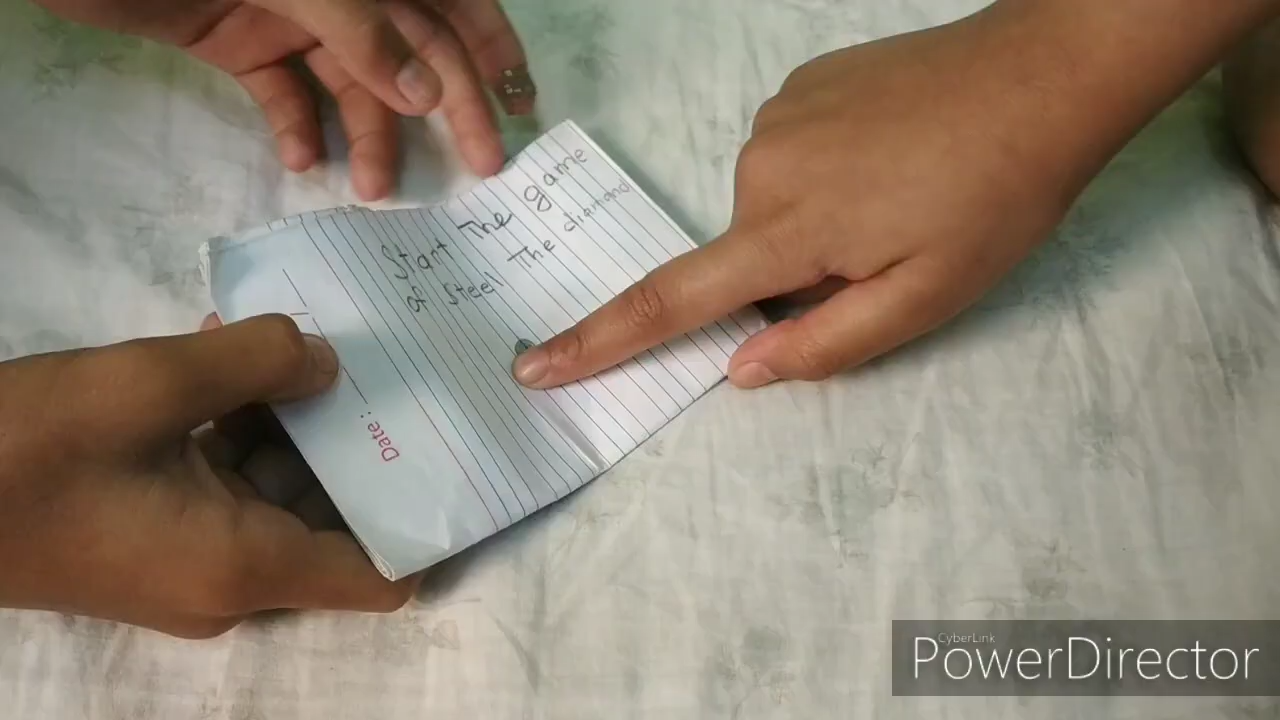 Start The game
of Steel The diamond
Date:
CyberLink
PowerDirector